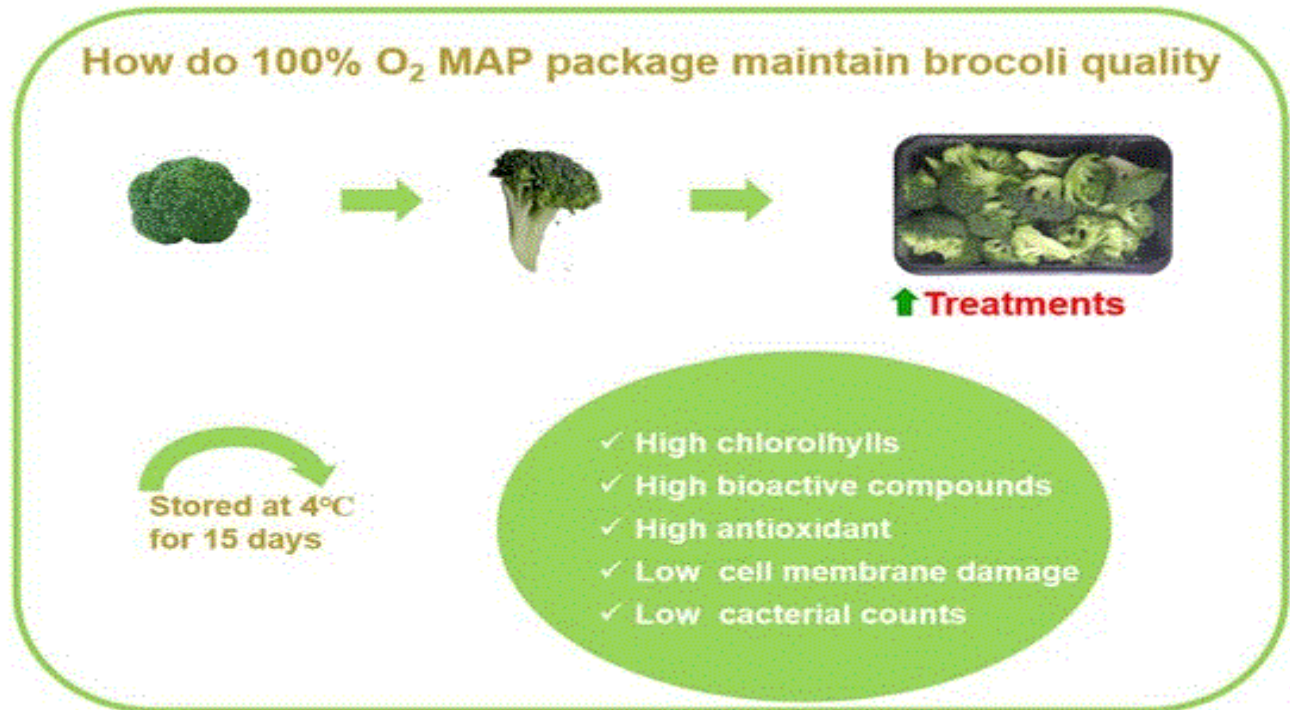 How do 100% O₂ MAP package maintain brocoli quality
Treatments
Stored at 4°C
for 15 days
✓ High chlorolhylls
✓ High bioactive compounds
✓ High antioxidant
✓ Low cell membrane damage
✓ Low cacterial counts